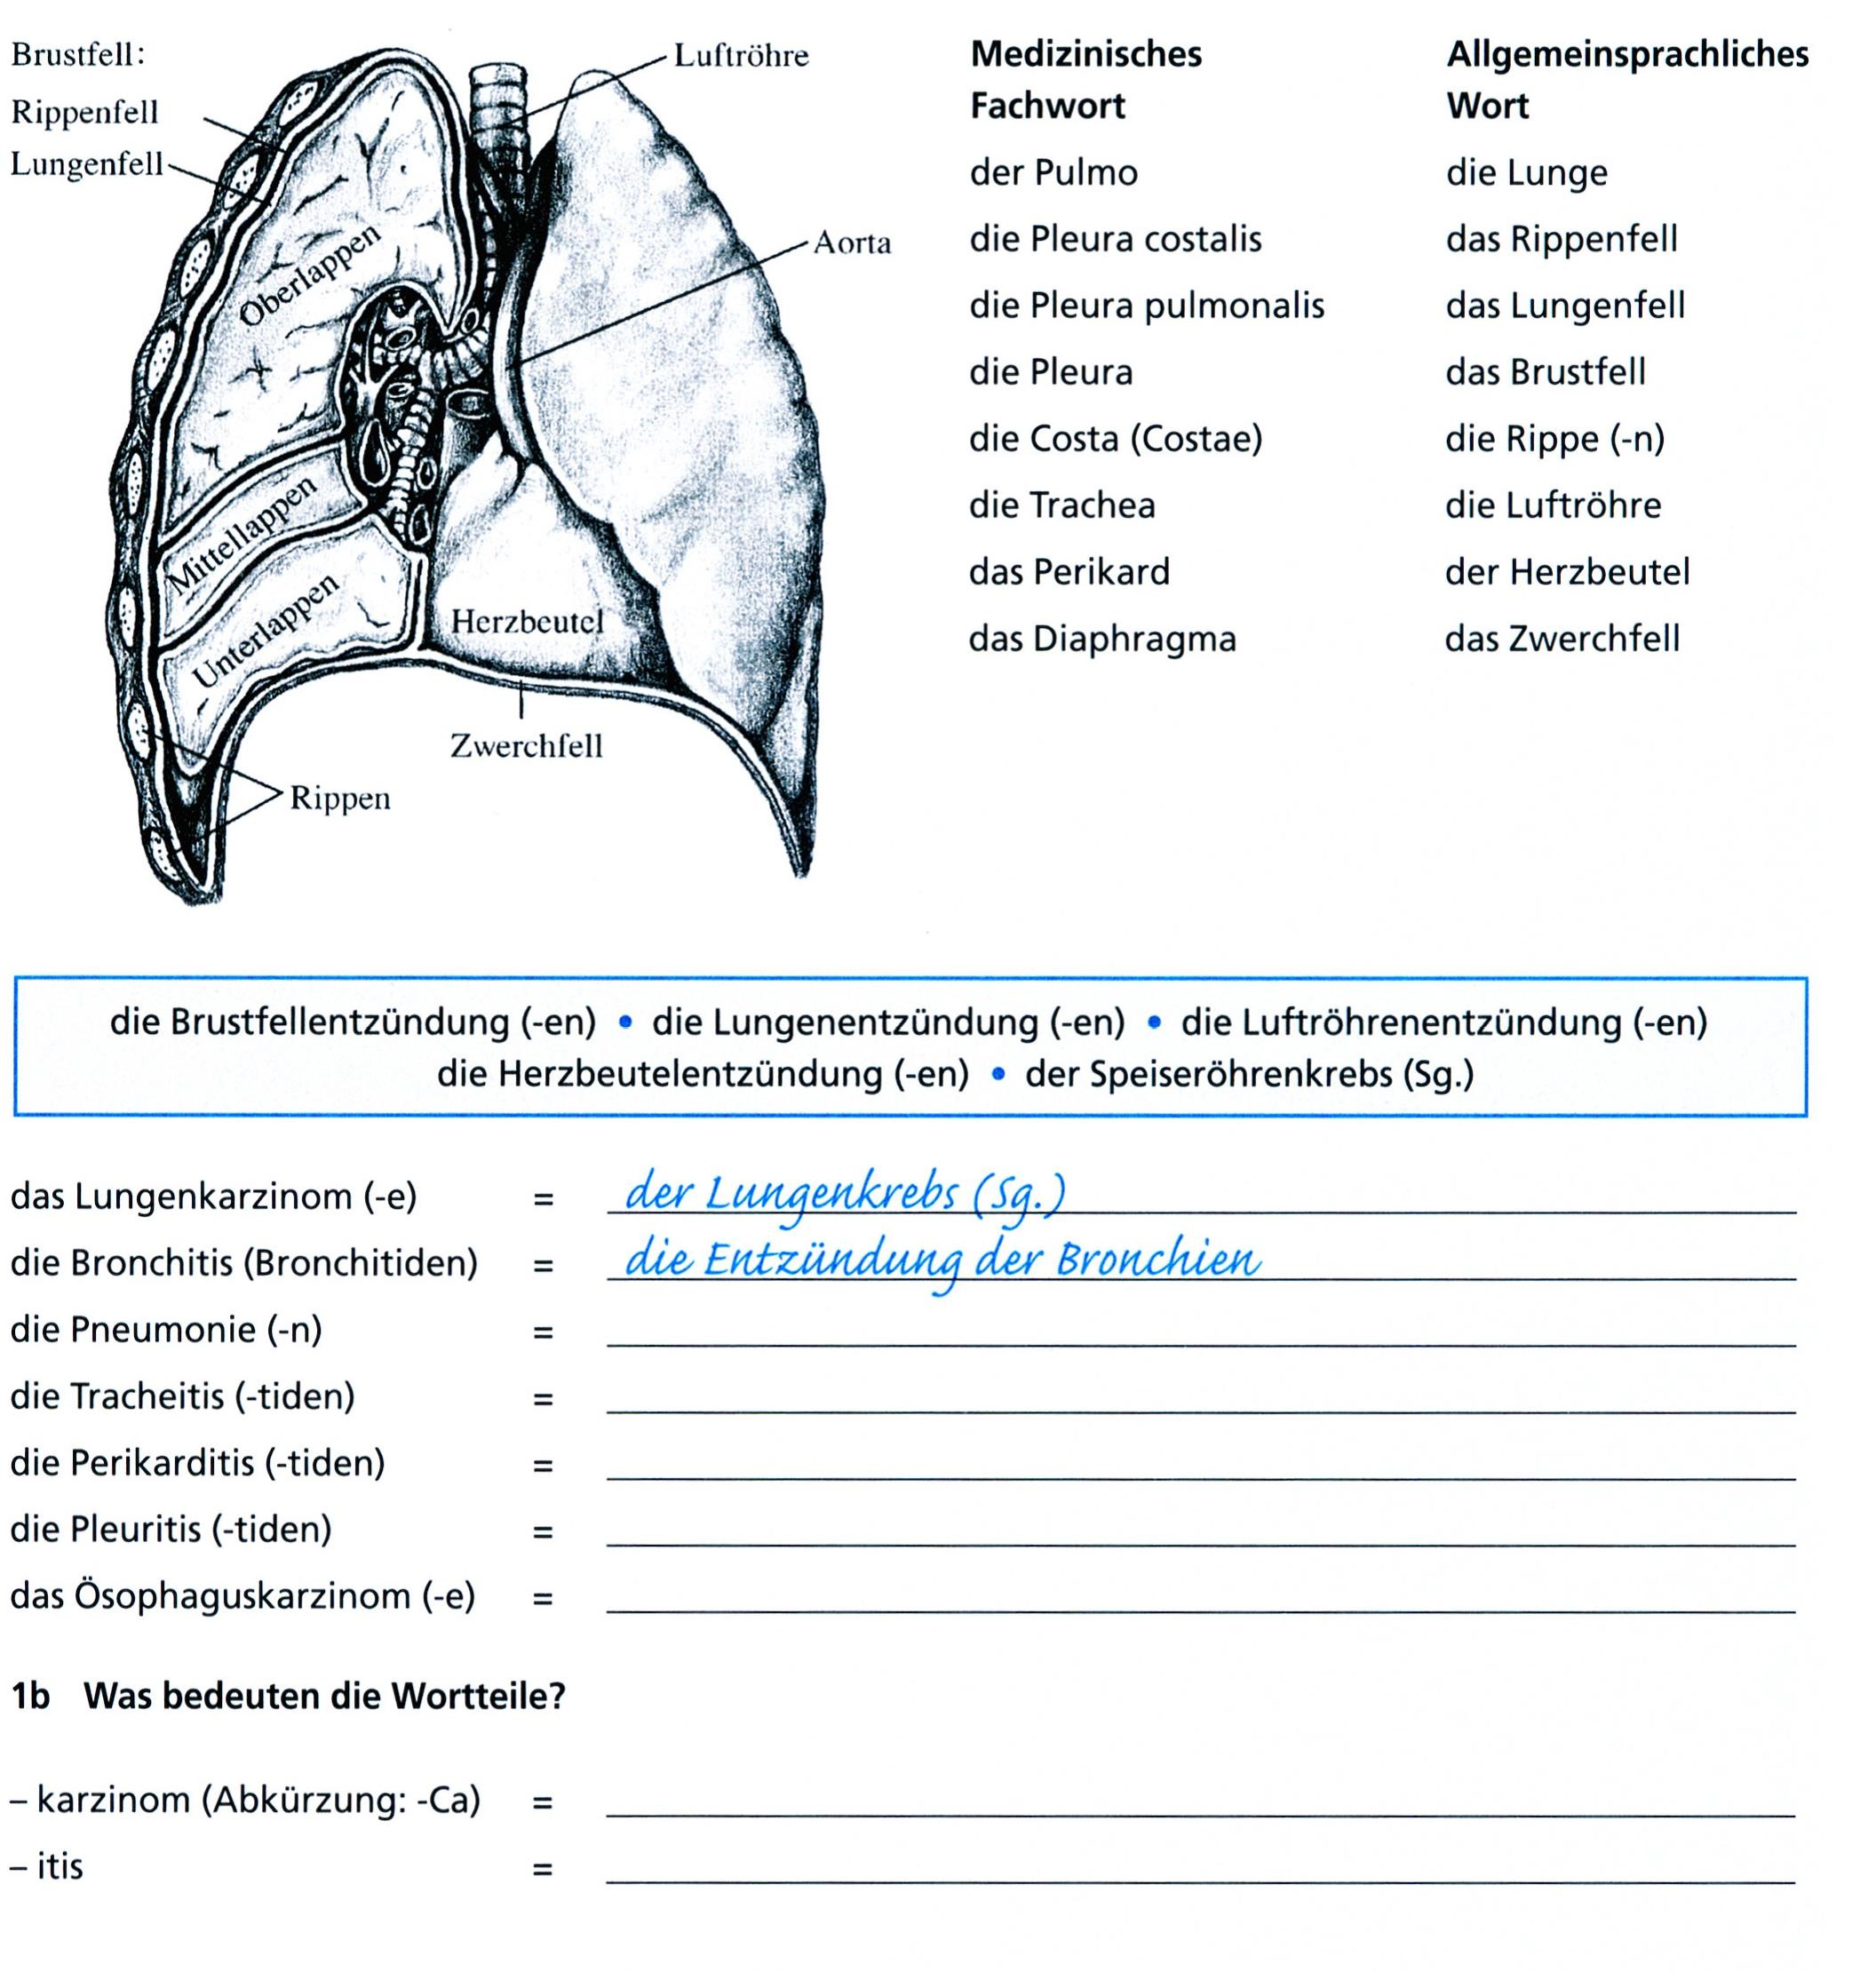 Brustfell:
Rippenfell
Lungenfell
Luftröhre
Aorta
Oberlappen
Mittellappen
Unterlappen
Herzbeutel
Zwerchfell
Rippen
Medizinisches Fachwort	Allgemeinsprachliches Wort
der Pulmo	die Lunge
die Pleura costalis	das Rippenfell
die Pleura pulmonalis	das Lungenfell
die Pleura	das Brustfell
die Costa (Costae)	die Rippe (-n)
die Trachea	die Luftröhre
das Perikard	der Herzbeutel
das Diaphragma	das Zwerchfell
die Brustfellentzündung (-en) • die Lungenentzündung (-en) • die Luftröhrenentzündung (-en)
die Herzbeutelentzündung (-en) • der Speiseröhrenkrebs (Sg.)
das Lungenkarzinom (-e) = der Lungenkrebs (Sg.)
die Bronchitis (Bronchitiden) = die Entzündung der Bronchien
die Pneumonie (-n) =
die Tracheitis (-tiden) =
die Perikarditis (-tiden) =
die Pleuritis (-tiden) =
das Ösophaguskarzinom (-e) =
1b Was bedeuten die Wortteile?
– karzinom (Abkürzung: -Ca) =
– itis =